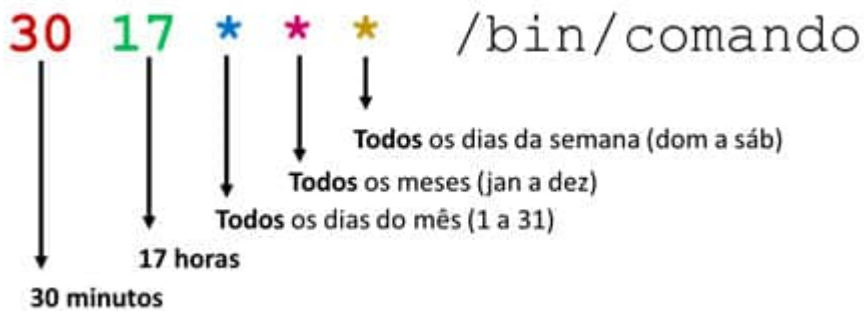 30 17 * * * /bin/comando
Todos os dias da semana (dom a sáb)
Todos os meses (jan a dez)
Todos os dias do mês (1 a 31)
17 horas
30 minutos